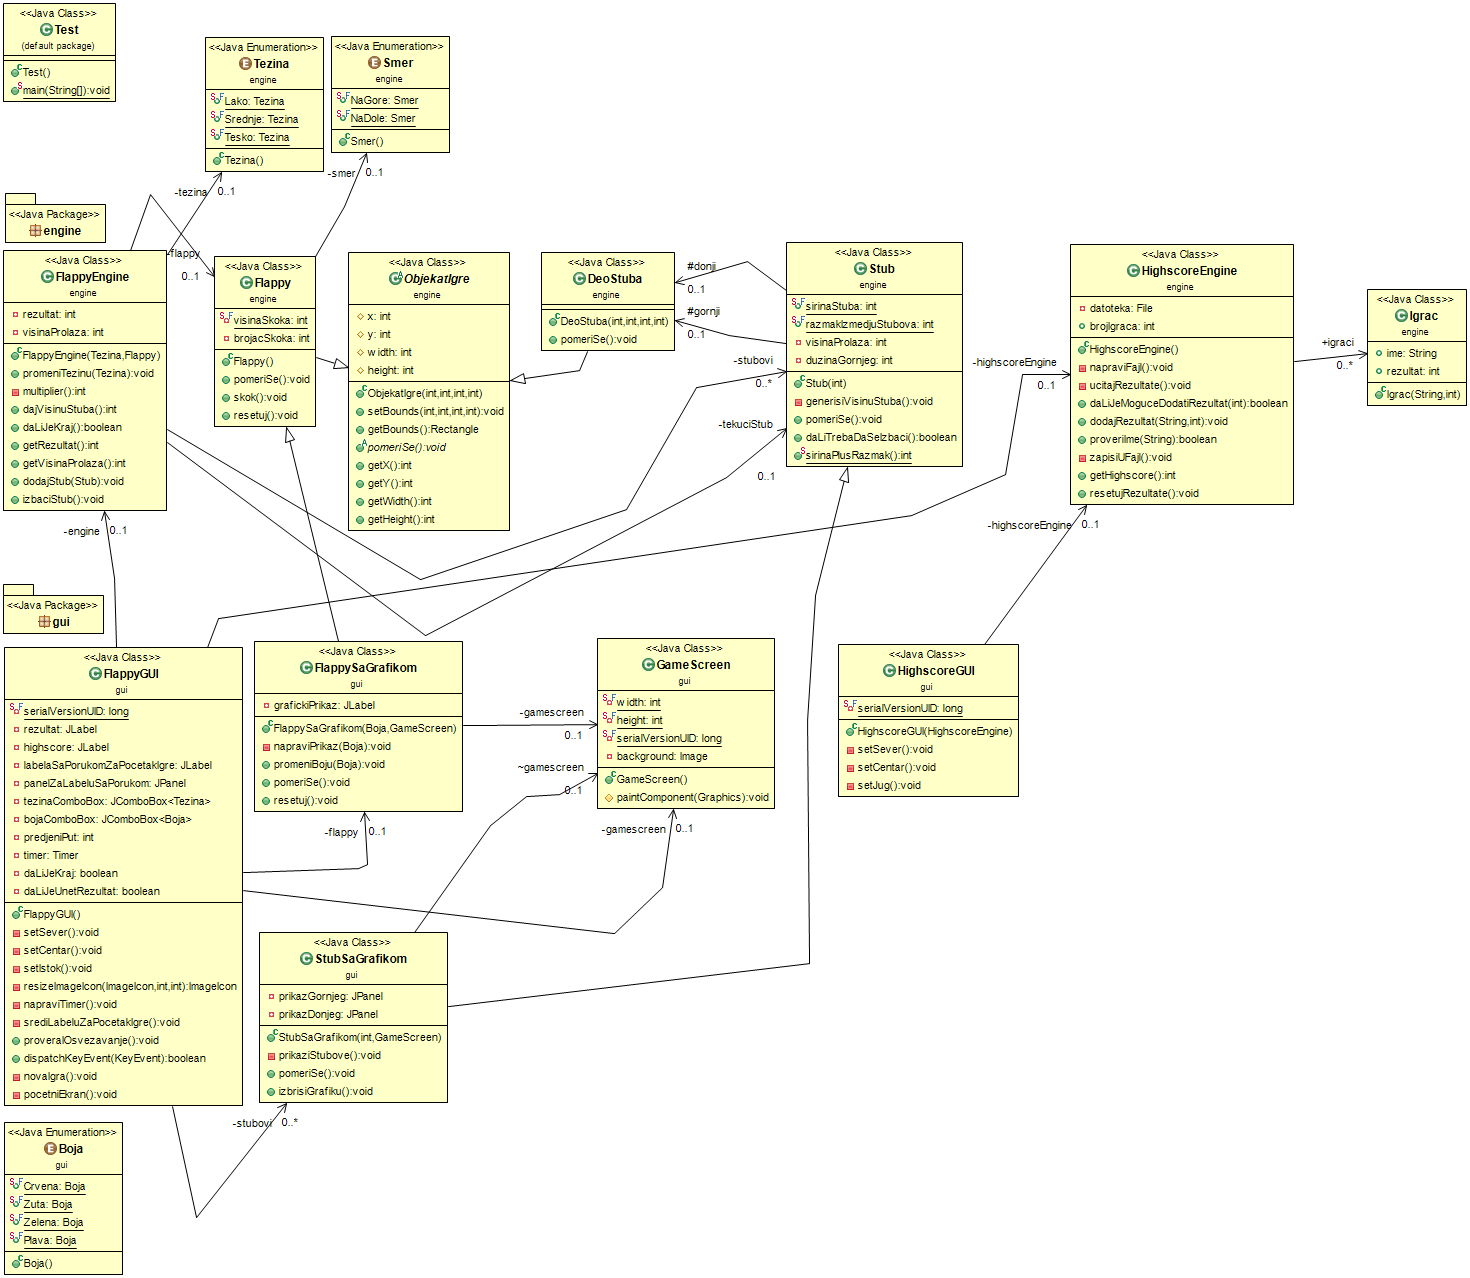 <<Java Class>>
Test
(default package)
Test()
main(String[]):void
<<Java Enumeration>>
Tezina
engine
Lako: Tezina
Srednje: Tezina
Tesko: Tezina
Tezina()
<<Java Enumeration>>
Smer
engine
NaGore: Smer
NaDole: Smer
Smer()
-tezina
0..1
-smer
0..1
<<Java Package>>
engine
-flappy
0..1
<<Java Class>>
FlappyEngine
engine
rezultat: int
visinaProlaza: int
FlappyEngine(Tezina,Flappy)
promeniTezinu(Tezina):void
multiplier():int
dajVisinuStuba():int
daLiJeKraj():boolean
getRezultat():int
getVisinaProlaza():int
dodajStub(Stub):void
izbaciStub():void
<<Java Class>>
Flappy
engine
visinaSkoka: int
brojacSkoka: int
Flappy()
pomeriSe():void
skok():void
resetuj():void
<<Java Class>>
ObjekatIgre
engine
x: int
y: int
width: int
height: int
ObjekatIgre(int,int,int,int)
setBounds(int,int,int,int):void
getBounds():Rectangle
pomeriSe():void
getX():int
getY():int
getWidth():int
getHeight():int
<<Java Class>>
DeoStuba
engine
DeoStuba(int,int,int,int)
pomeriSe():void
#donji
0..1
#gornji
0..1
-stubovi
0..*
-tekuciStub
0..1
<<Java Class>>
Stub
engine
sirinaStuba: int
razmakIzmedjuStubova: int
visinaProlaza: int
duzinaGornjeg: int
Stub(int)
generisiVisinuStuba():void
pomeriSe():void
daLiTrebaDaSeIzbaci():boolean
sirinaPlusRazmak():int
-highscoreEngine
0..1
<<Java Class>>
HighscoreEngine
engine
datoteka: File
brojIgraca: int
HighscoreEngine()
napraviFajl():void
ucitajRezultate():void
daLiJeMoguceDodatiRezultat(int):boolean
dodajRezultat(String,int):void
proveriIme(String):boolean
zapisiUFajl():void
getHighscore():int
resetujRezultate():void
+igraci
0..*
<<Java Class>>
Igrac
engine
ime: String
rezultat: int
Igrac(String,int)
-engine
0..1
-highscoreEngine
0..1
<<Java Package>>
gui
<<Java Class>>
FlappyGUI
gui
serialVersionUID: long
rezultat: JLabel
highscore: JLabel
labelaSaPorukomZaPocetakIgre: JLabel
panelZaLabeluSaPorukom: JPanel
tezinaComboBox: JComboBox<Tezina>
bojaComboBox: JComboBox<Boja>
predjeniPut: int
timer: Timer
daLiJeKraj: boolean
daLiJeUnetRezultat: boolean
FlappyGUI()
setSever():void
setCentar():void
setIstok():void
resizeImageIcon(ImageIcon,int,int):ImageIcon
napraviTimer():void
srediLabeluZaPocetakIgre():void
proveraIOsvezavanje():void
dispatchKeyEvent(KeyEvent):boolean
novaIgra():void
pocetniEkran():void
<<Java Class>>
FlappySaGrafikom
gui
grafickiPrikaz: JLabel
FlappySaGrafikom(Boja,GameScreen)
napraviPrikaz(Boja):void
promeniBoju(Boja):void
pomeriSe():void
resetuj():void
-gamescreen
0..1
~gamescreen
0..1
-gamescreen
0..1
-flappy
0..1
<<Java Class>>
GameScreen
gui
width: int
height: int
serialVersionUID: long
background: Image
GameScreen()
paintComponent(Graphics):void
<<Java Class>>
HighscoreGUI
gui
serialVersionUID: long
HighscoreGUI(HighscoreEngine)
setSever():void
setCentar():void
setJug():void
<<Java Class>>
StubSaGrafikom
gui
prikazGornjeg: JPanel
prikazDonjeg: JPanel
StubSaGrafikom(int,GameScreen)
prikaziStubove():void
pomeriSe():void
izbrisiGrafiku():void
-stubovi
0..*
<<Java Enumeration>>
Boja
gui
Crvena: Boja
Zuta: Boja
Zelena: Boja
Plava: Boja
Boja()